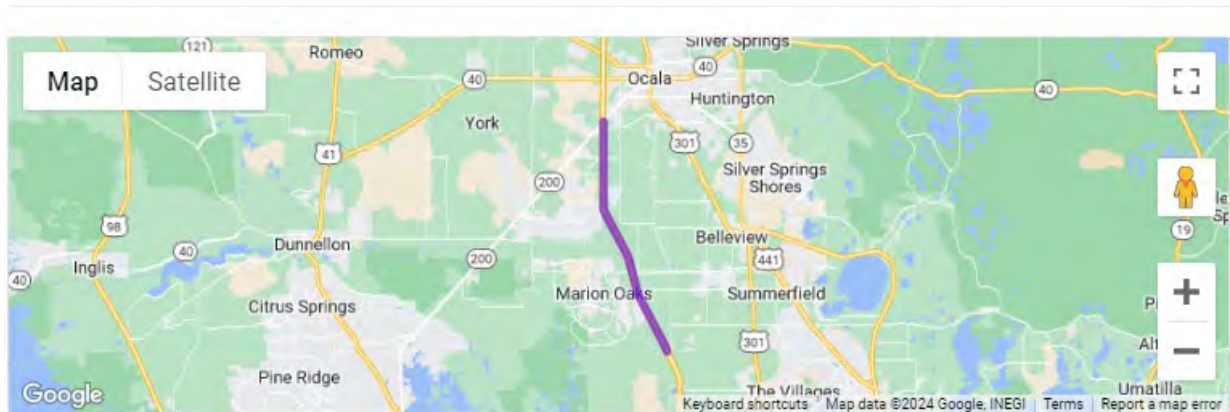 Map
Satellite
121
Romeo
Silver Springs
40
Ocala
40
Huntington
40
York
41
301
35
Silver Springs
Shores
200
98
Dunnellon
Belleview
19
40
Inglis
40
200
441
Citrus Springs
Marion Oaks
Summerfield
301
Pine Ridge
The Villages
Umatilla
Google
Keyboard shortcuts
Map data ©2024 Google, INEGI
Terms
Report a map error